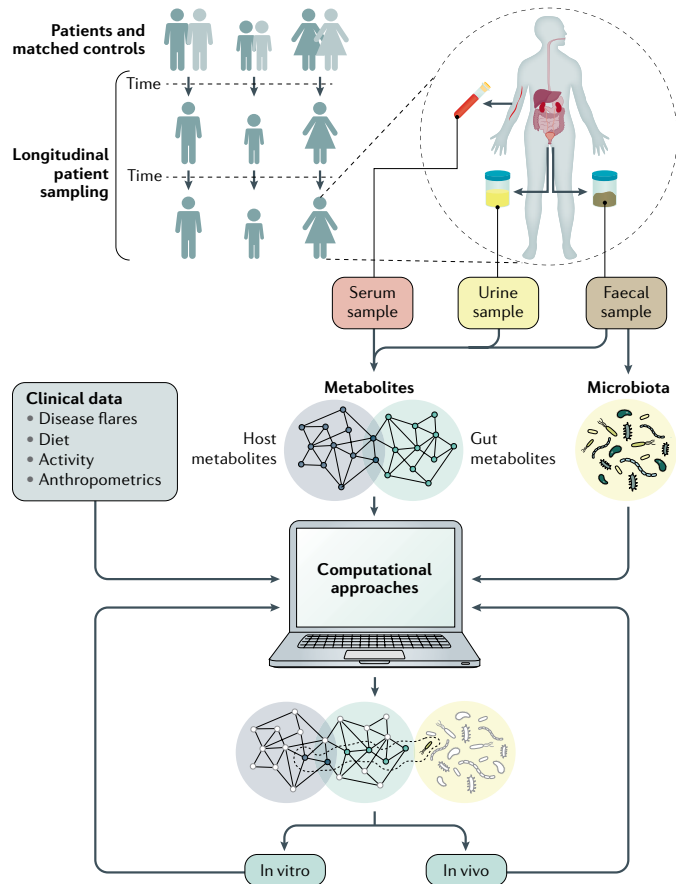 Patients and
matched controls
Time
Longitudinal
patient
sampling
Time
Serum
sample
Urine
sample
Faecal
sample
Clinical data
• Disease flares
• Diet
• Activity
• Anthropometrics
Metabolites
Microbiota
Host
metabolites
Gut
metabolites
Computational
approaches
In vitro
In vivo